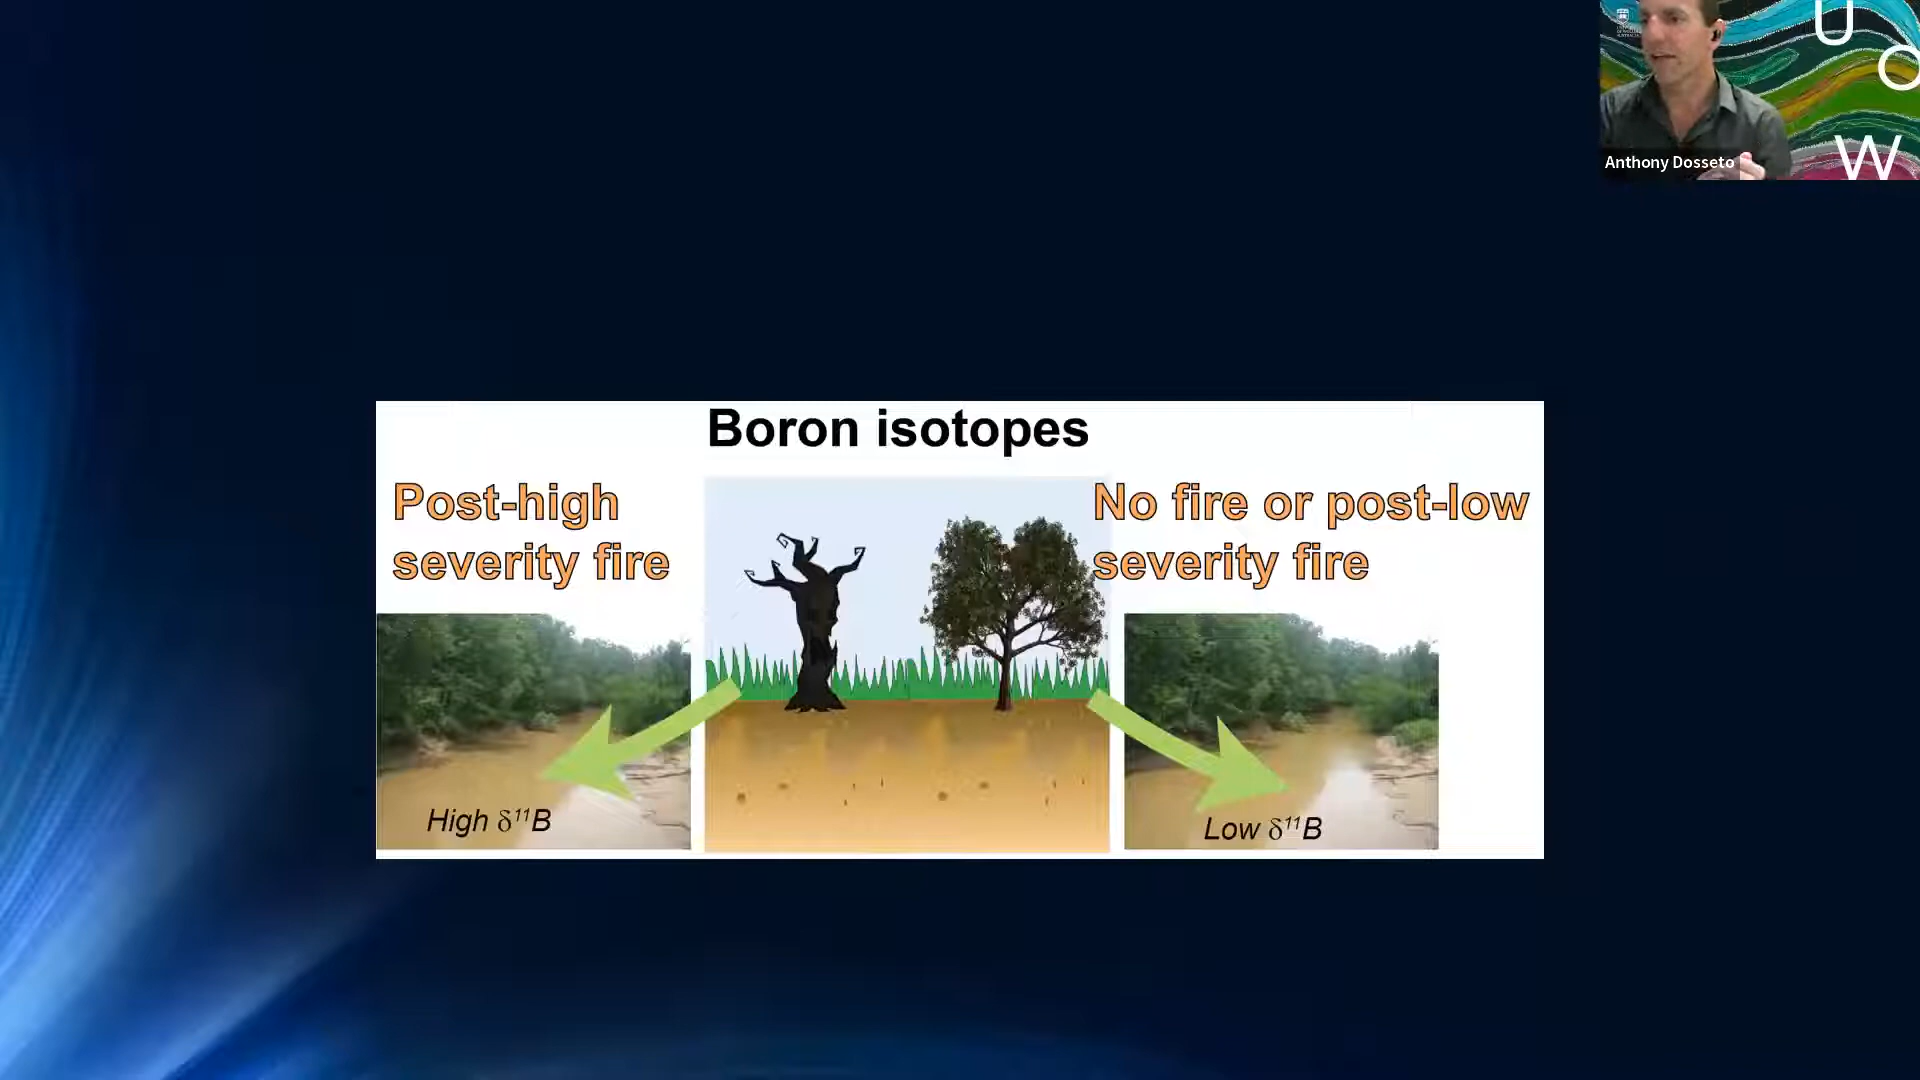 U
O
W
Anthony Dosseto
Boron isotopes
Post-high
severity fire
No fire or post-low
severity fire
High δ¹¹B
Low δ¹¹B